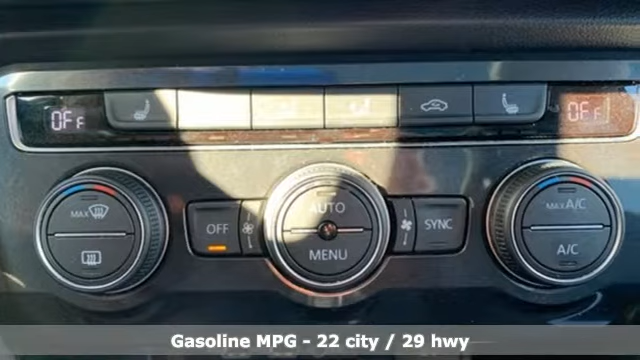 OFF
OFF
MAX
OFF
AUTO
MENU
SYNC
MAX A/C
A/C
Gasoline MPG - 22 city / 29 hwy